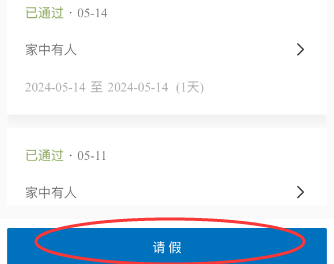 已通过 · 05-14
家中有人
2024-05-14 至 2024-05-14 (1天)
已通过 · 05-11
家中有人
请 假